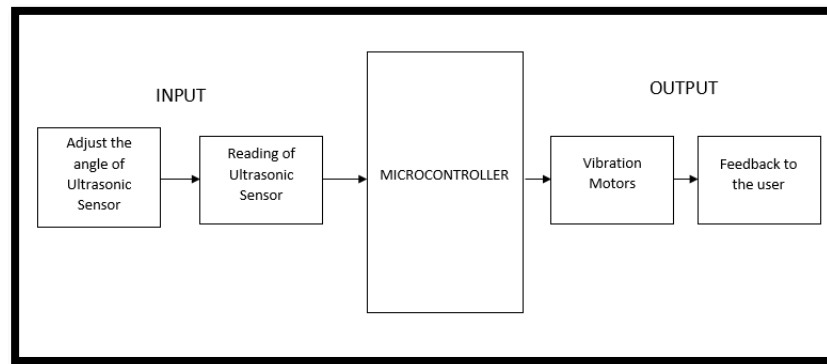 INPUT
OUTPUT
Adjust the
angle of
Ultrasonic
Sensor
Reading of
Ultrasonic
Sensor
MICROCONTROLLER
Vibration
Motors
Feedback to
the user